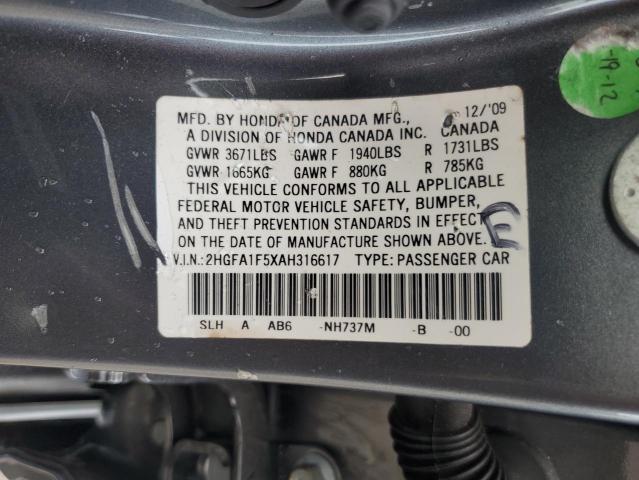 MFD. BY HONDA OF CANADA MFG., 12/'09
A DIVISION OF HONDA CANADA INC. CANADA
GVWR 3671LBS GAWR F 1940LBS R 1731LBS
GVWR 1665KG GAWR F 880KG R 785KG
THIS VEHICLE CONFORMS TO ALL APPLICABLE
FEDERAL MOTOR VEHICLE SAFETY, BUMPER,
AND THEFT PREVENTION STANDARDS IN EFFECT
ON THE DATE OF MANUFACTURE SHOWN ABOVE.
E
V.I.N.: 2HGFA1F5XAH316617 TYPE: PASSENGER CAR
SLH A AB6 -NH737M -B -00
-19-12